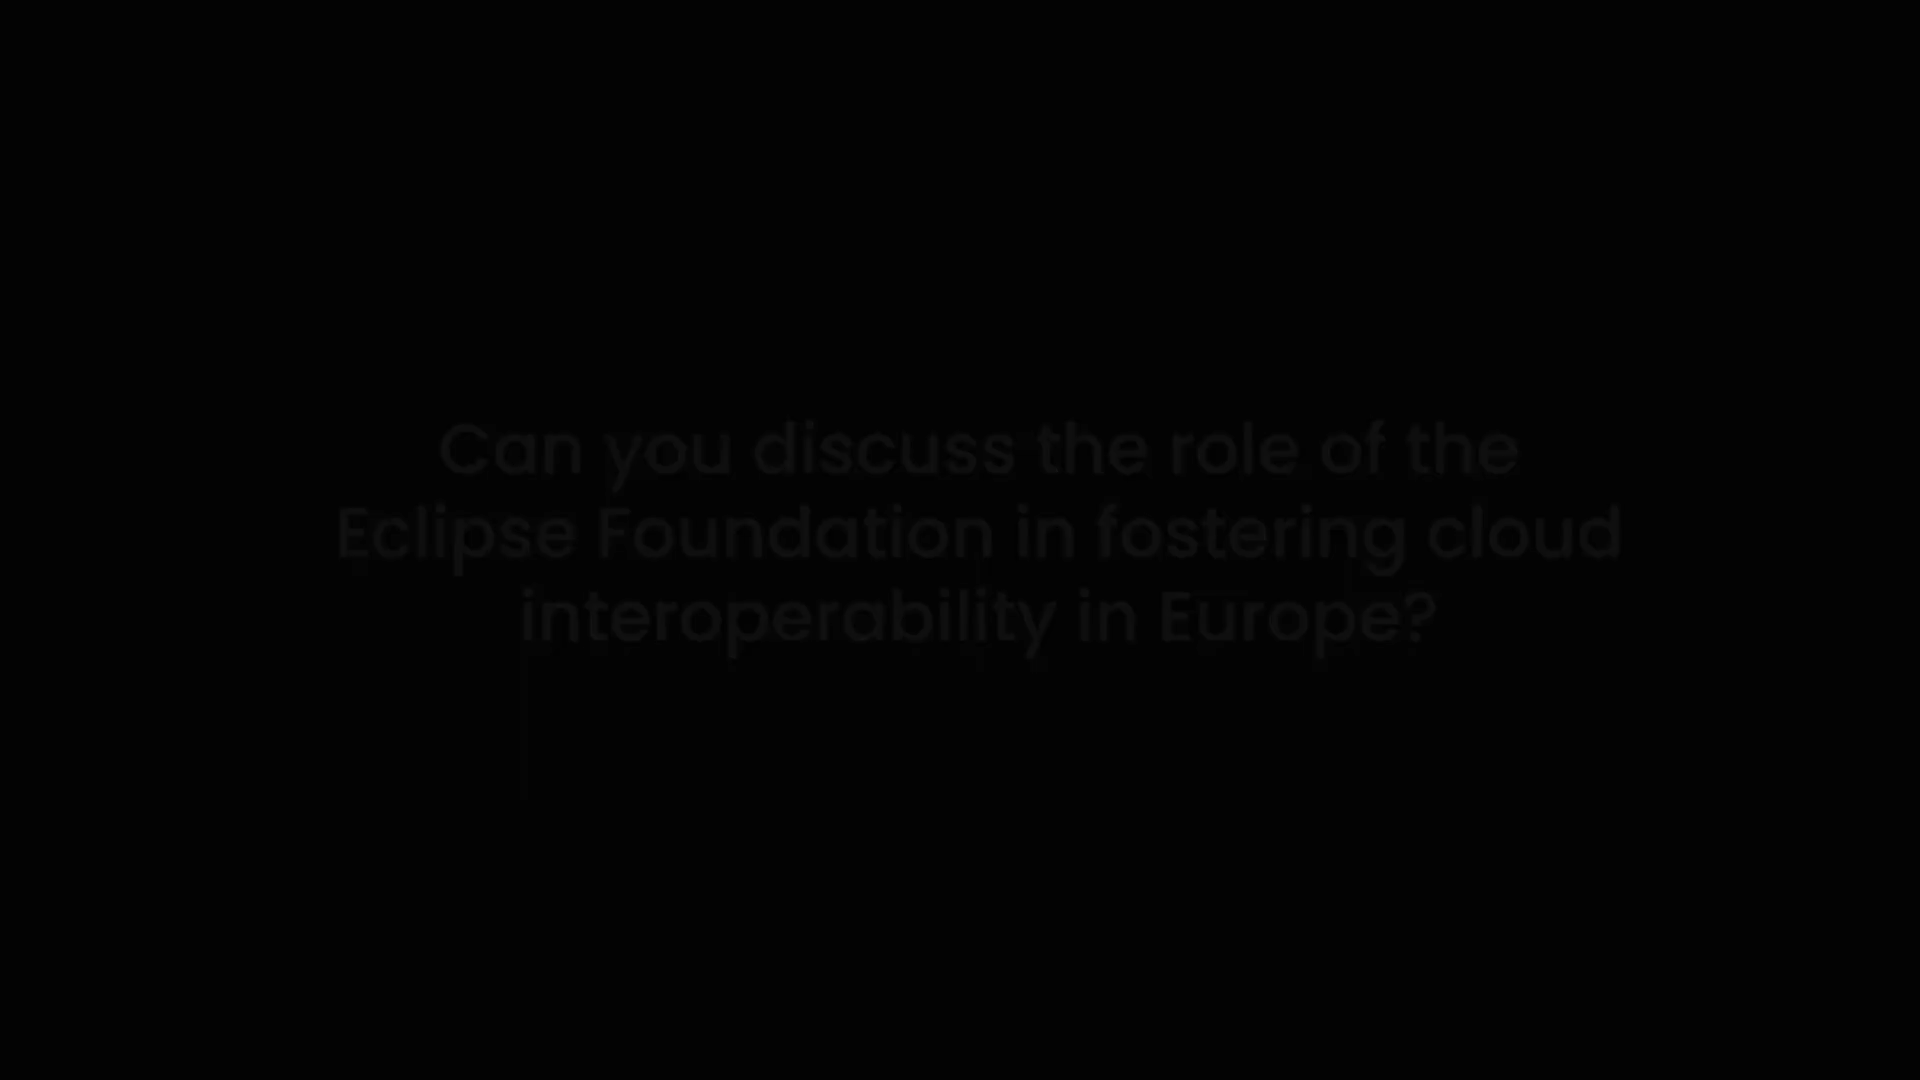 Can you discuss the role of the
Eclipse Foundation in fostering cloud
interoperability in Europe?